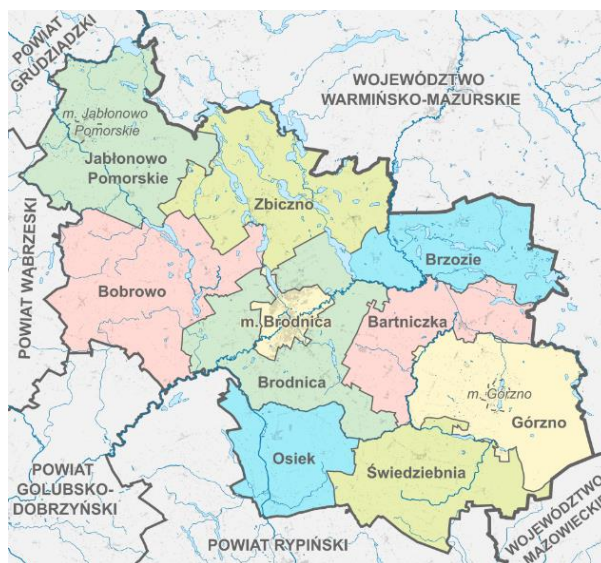 POWIAT
GRUDZIĄDZKI
WOJEWÓDZTWO
WARMIŃSKO-MAZURSKIE
m. Jabłonowo
Pomorskie
Jabłonowo
Pomorskie
Zbiczno
POWIAT WĄBRZESKI
Brzozie
Bobrowo
m. Brodnica
Bartniczka
Brodnica
m. Górzno
Górzno
Osiek
Świedziebnia
POWIAT
GOLUBSKO-
DOBRZYŃSKI
POWIAT RYPIŃSKI
WOJEWÓDZTWO
MAZOWIECKIE